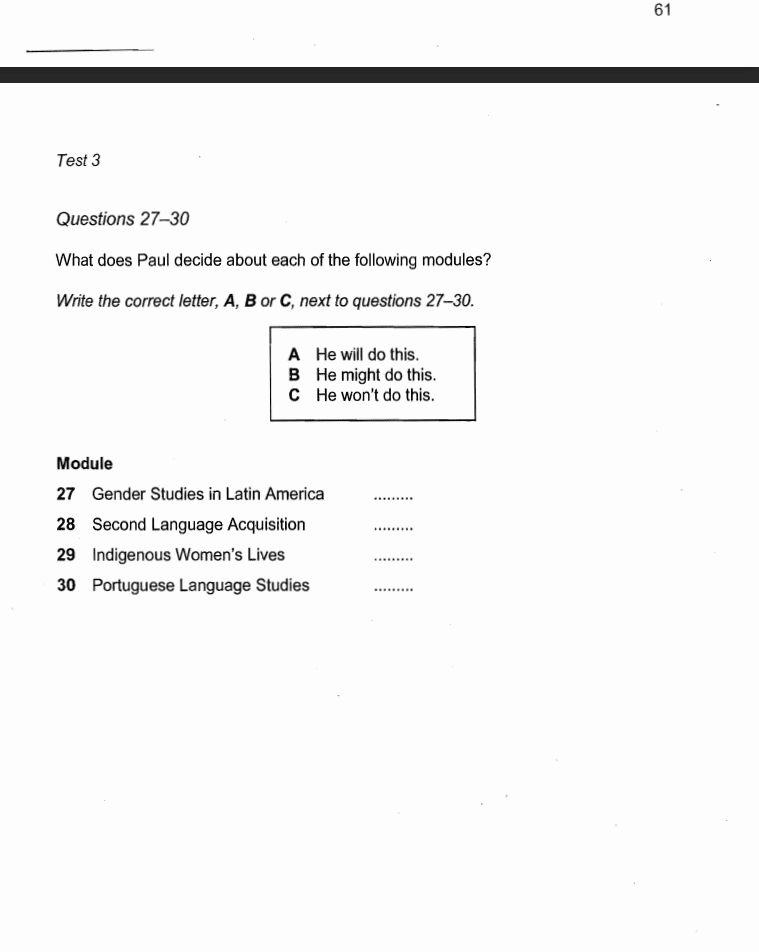 61
Test 3
Questions 27–30
What does Paul decide about each of the following modules?
Write the correct letter, A, B or C, next to questions 27–30.
A He will do this.
B He might do this.
C He won't do this.
Module
27 Gender Studies in Latin America .........
28 Second Language Acquisition .........
29 Indigenous Women's Lives .........
30 Portuguese Language Studies .........